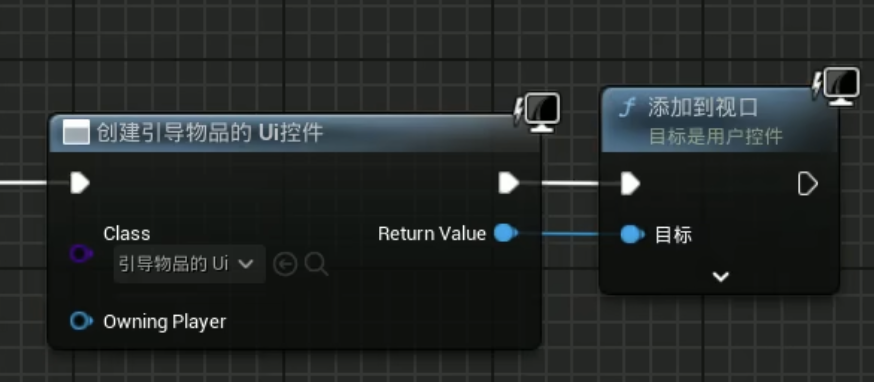 创建引导物品的 Ui控件
Class
引导物品的 Ui
Return Value
Owning Player
f 添加到视口
目标是用户控件
目标